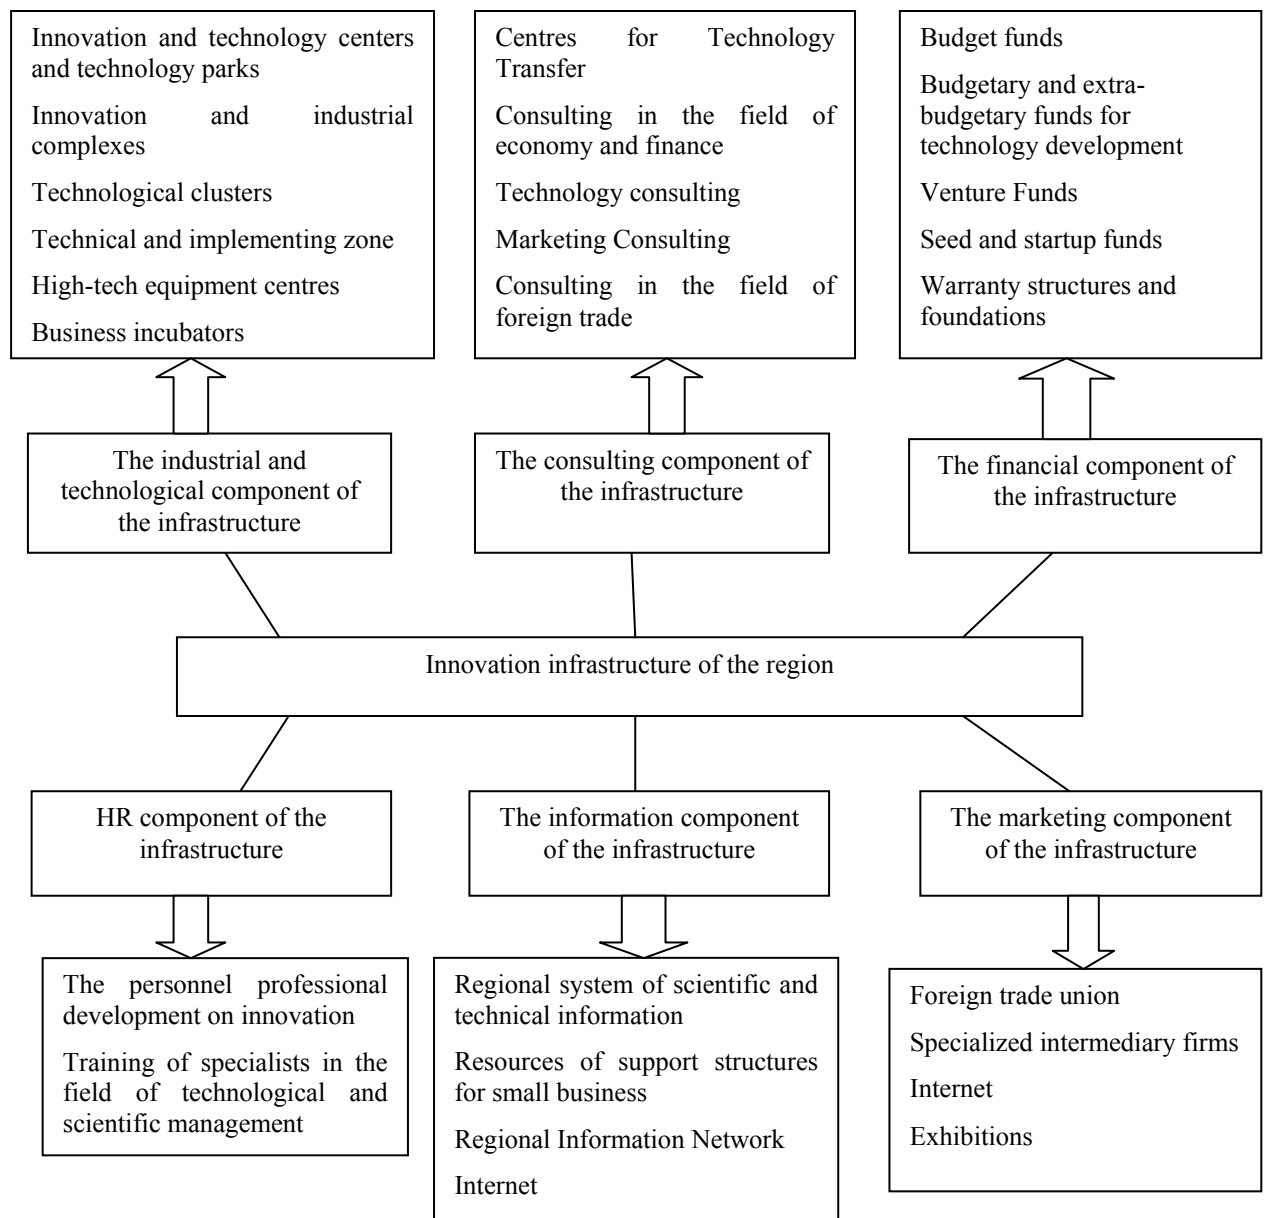 Innovation and technology centers
and technology parks
Innovation and industrial
complexes
Technological clusters
Technical and implementing zone
High-tech equipment centres
Business incubators
Centres for Technology
Transfer
Consulting in the field of
economy and finance
Technology consulting
Marketing Consulting
Consulting in the field of
foreign trade
Budget funds
Budgetary and extra-
budgetary funds for
technology development
Venture Funds
Seed and startup funds
Warranty structures and
foundations
The industrial and
technological component of
the infrastructure
The consulting component of
the infrastructure
The financial component of
the infrastructure
Innovation infrastructure of the region
HR component of the
infrastructure
The information component
of the infrastructure
The marketing component
of the infrastructure
The personnel professional
development on innovation
Training of specialists in the
field of technological and
scientific management
Regional system of scientific and
technical information
Resources of support structures
for small business
Regional Information Network
Internet
Foreign trade union
Specialized intermediary firms
Internet
Exhibitions